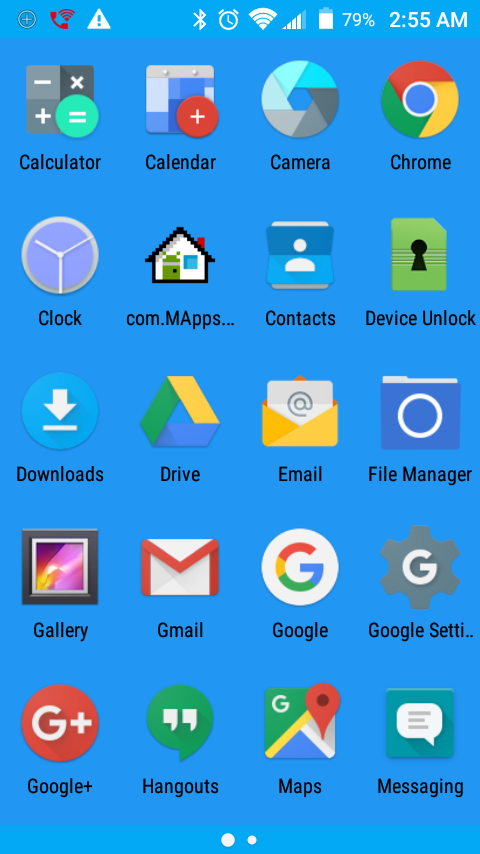 79% 2:55 AM
Calculator Calendar Camera Chrome
Clock com.MApps... Contacts Device Unlock
Downloads Drive Email File Manager
Gallery Gmail Google Google Setti..
Google+ Hangouts Maps Messaging